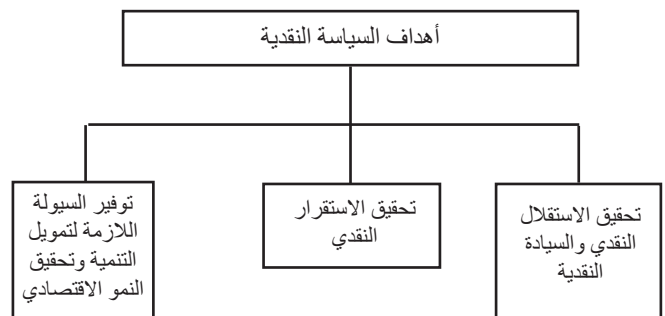 أهداف السياسة النقدية
تحقيق الاستقلال
النقدي والسيادة
النقدية
تحقيق الاستقرار
النقدي
توفير السيولة
اللازمة لتمويل
التنمية وتحقيق
النمو الاقتصادي